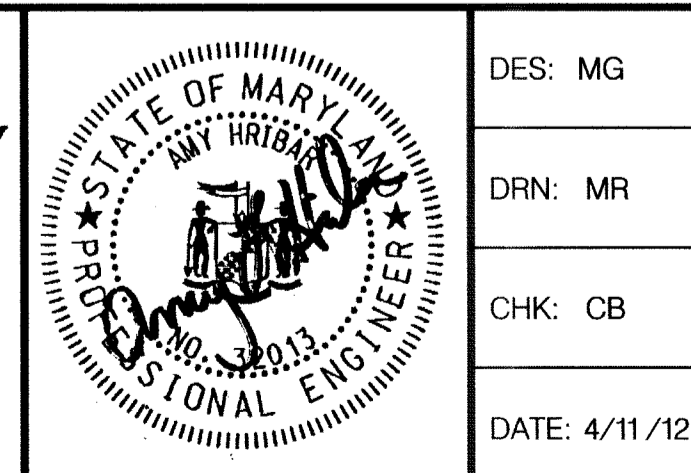 STATE OF MARYLAND
AMY HRIBAR
NO. 32013
PROFESSIONAL ENGINEER
DES: MG
DRN: MR
CHK: CB
DATE: 4/11/12